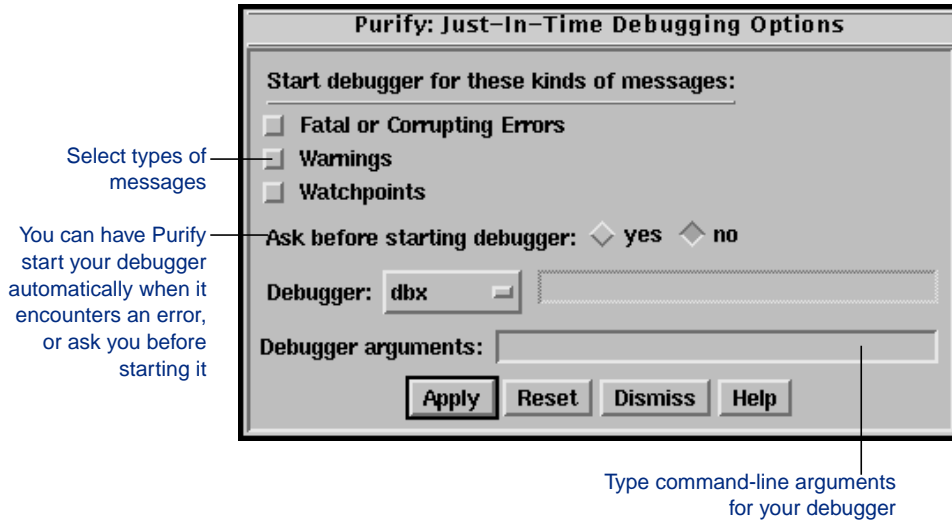 Purify: Just-In-Time Debugging Options
Start debugger for these kinds of messages:
Fatal or Corrupting Errors
Select types of
messages
Warnings
Watchpoints
You can have Purify
start your debugger
automatically when it
encounters an error,
or ask you before
starting it
Ask before starting debugger: yes no
Debugger: dbx
Debugger arguments:
Apply Reset Dismiss Help
Type command-line arguments
for your debugger